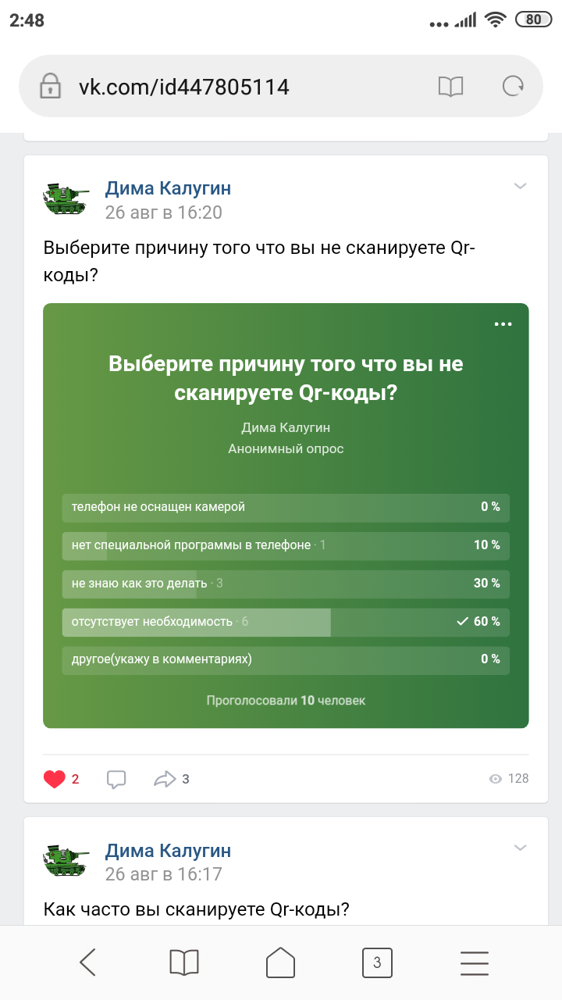 2:48
80
vk.com/id447805114
Дима Калугин
26 авг в 16:20
Выберите причину того что вы не сканируете Qr-
коды?
Выберите причину того что вы не
сканируете Qr-коды?
Дима Калугин
Анонимный опрос
телефон не оснащен камерой 0 %
нет специальной программы в телефоне · 1 10 %
не знаю как это делать · 3 30 %
отсутствует необходимость · 6 60 %
другое(укажу в комментариях) 0 %
Проголосовали 10 человек
2 3 128
Дима Калугин
26 авг в 16:17
Как часто вы сканируете Qr-коды?
3